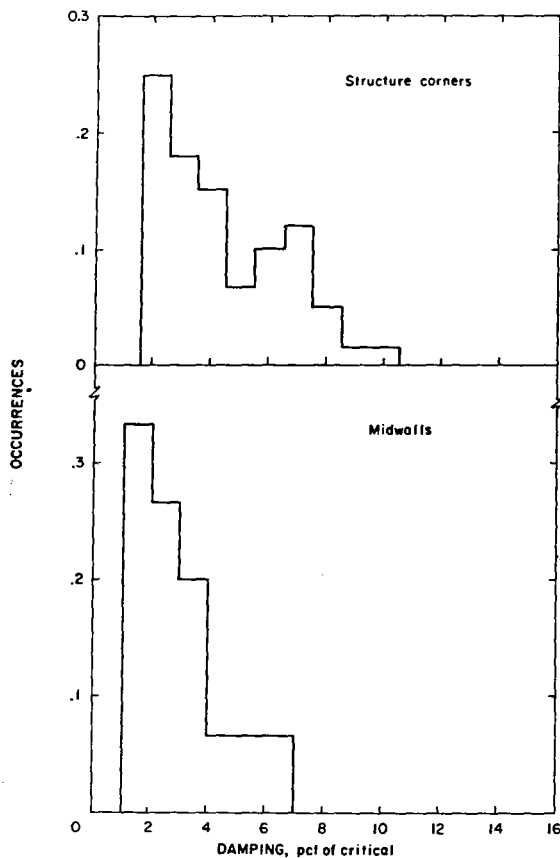 0.3
Structure corners
.2
.1
0
OCCURRENCES
Midwalls
.3
.2
.1
0 2 4 6 8 10 12 14 16
DAMPING, pct of critical